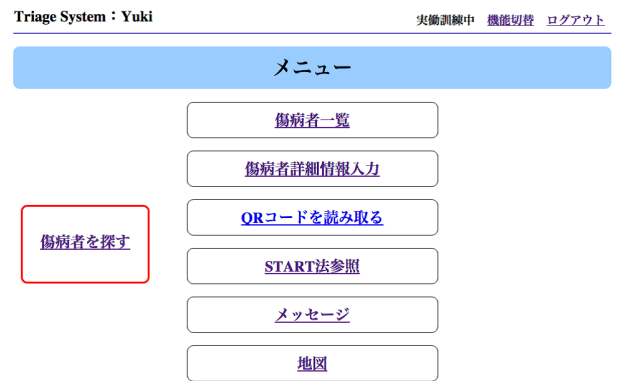 Triage System：Yuki
実働訓練中 機能切替 ログアウト
メニュー
傷病者一覧
傷病者詳細情報入力
QRコードを読み取る
傷病者を探す
START法参照
メッセージ
地図